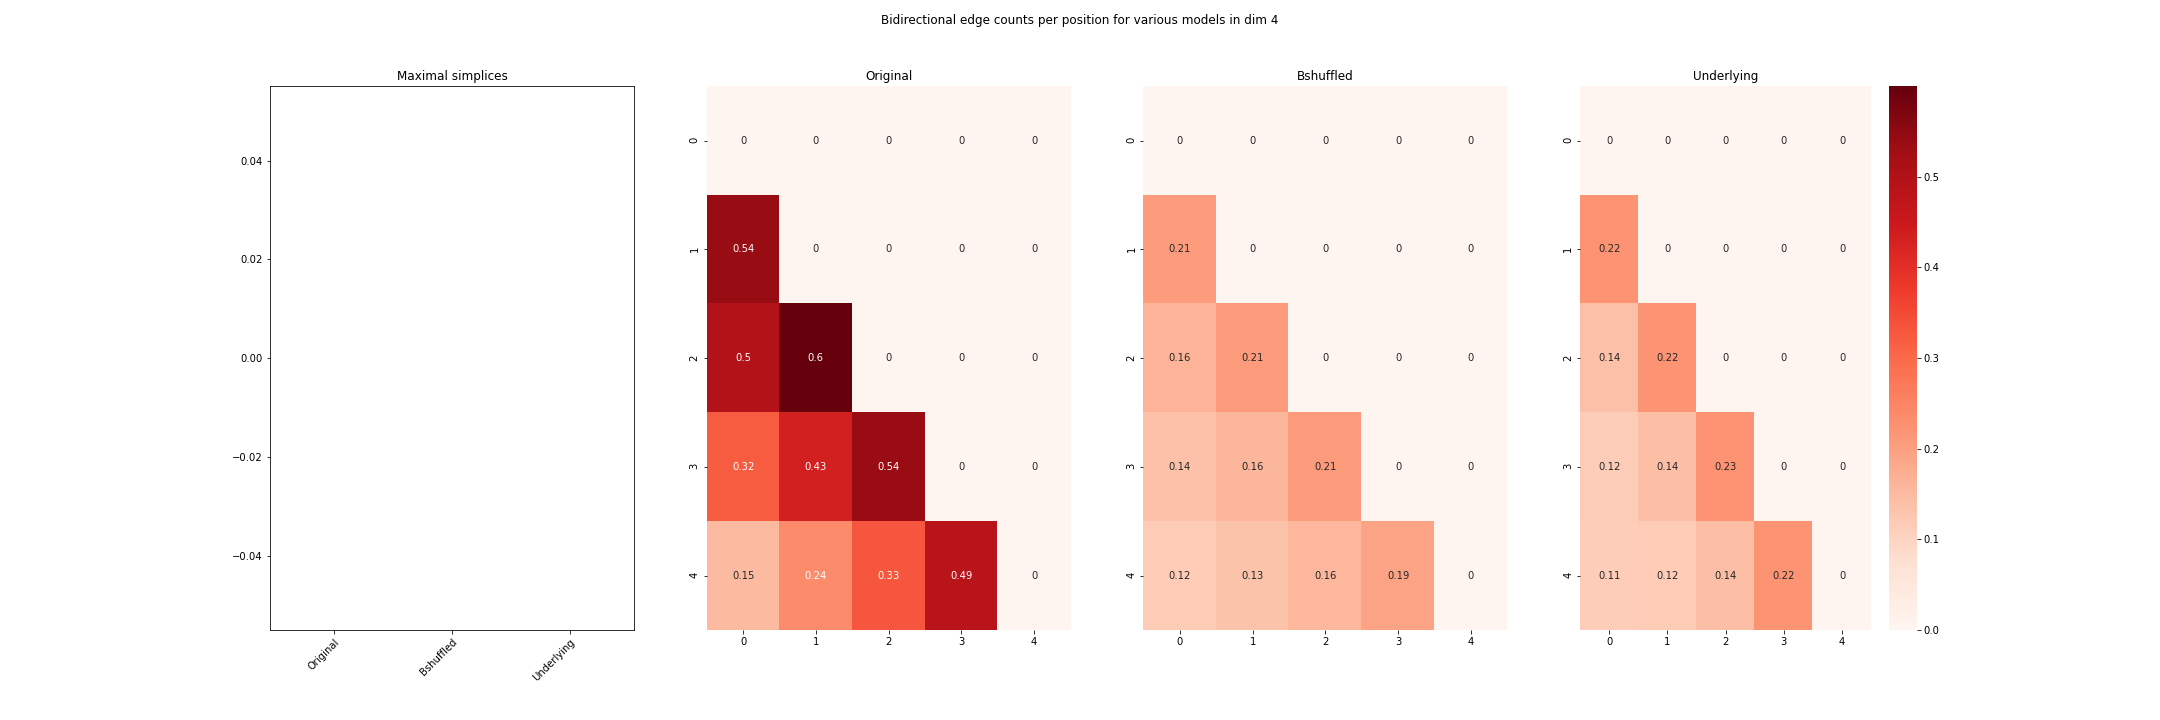 Bidirectional edge counts per position for various models in dim 4
Maximal simplices
0.04
0.02
0.00
−0.02
−0.04
Original
Bshuffled
Underlying
Original
0
1
2
3
4
0 0 0 0 0
0.54 0 0 0 0
0.5 0.6 0 0 0
0.32 0.43 0.54 0 0
0.15 0.24 0.33 0.49 0
0 1 2 3 4
Bshuffled
0
1
2
3
4
0 0 0 0 0
0.21 0 0 0 0
0.16 0.21 0 0 0
0.14 0.16 0.21 0 0
0.12 0.13 0.16 0.19 0
0 1 2 3 4
Underlying
0
1
2
3
4
0 0 0 0 0
0.22 0 0 0 0
0.14 0.22 0 0 0
0.12 0.14 0.23 0 0
0.11 0.12 0.14 0.22 0
0 1 2 3 4
0.5
0.4
0.3
0.2
0.1
0.0